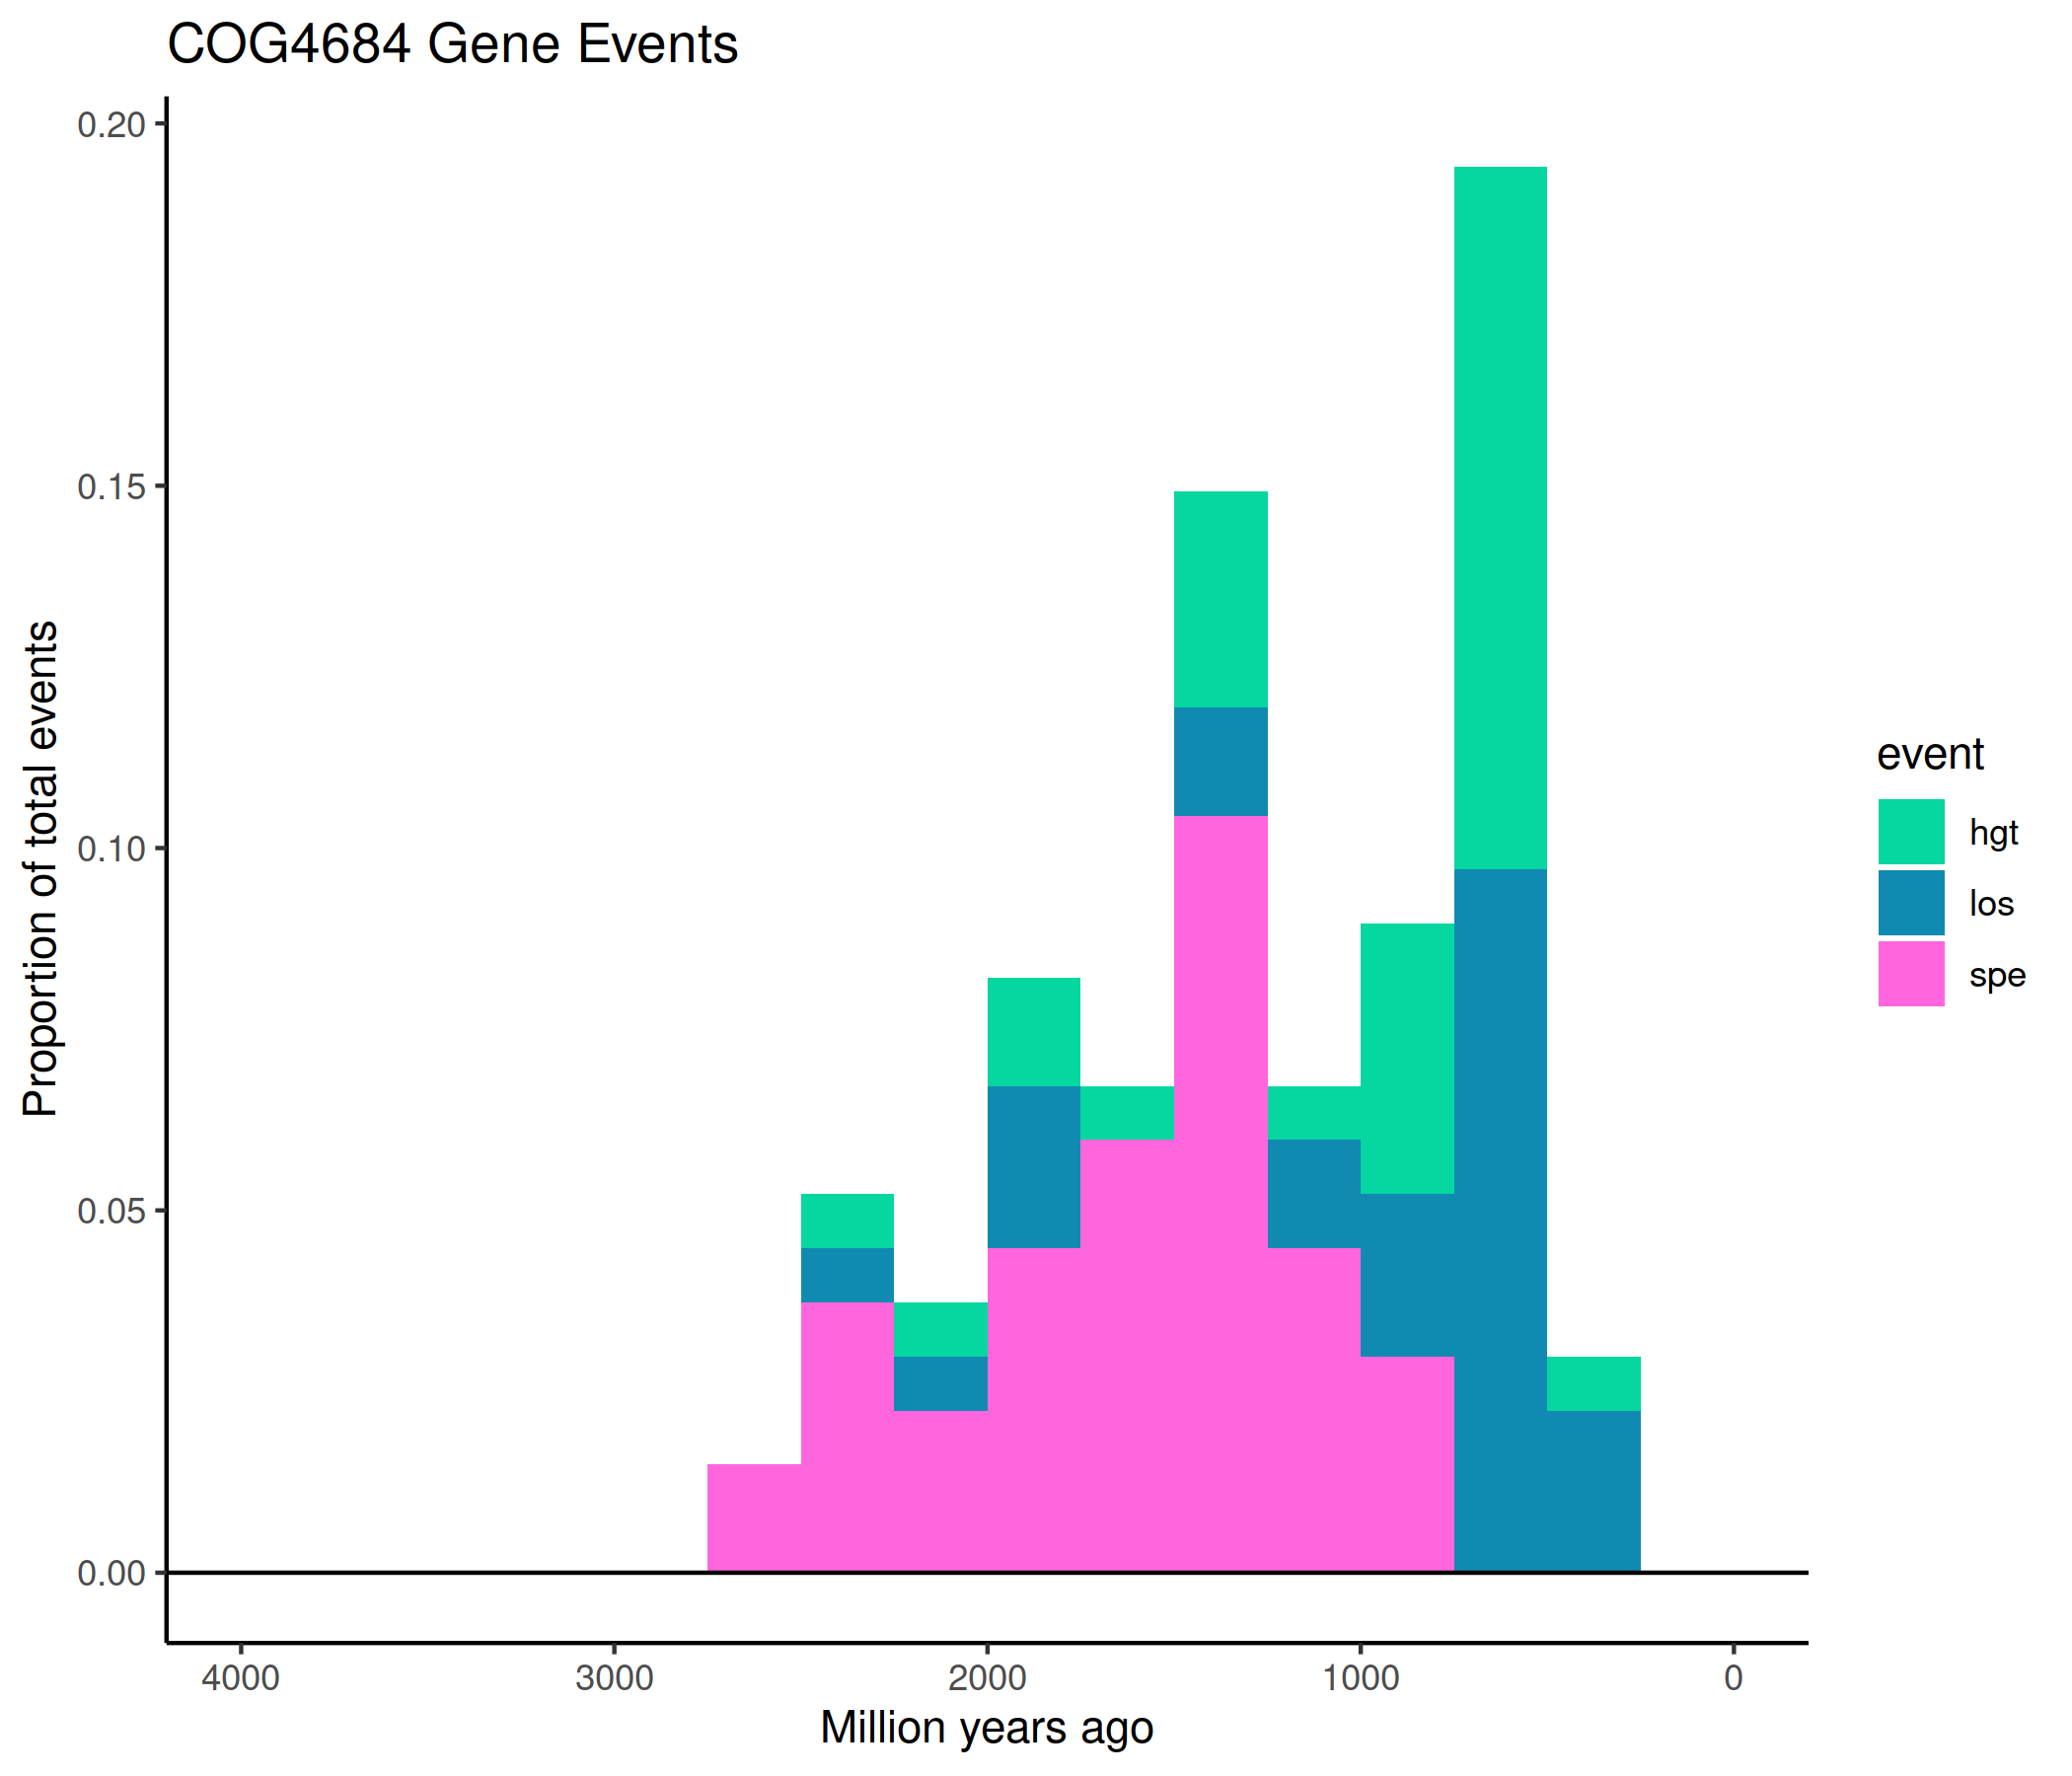 COG4684 Gene Events
0.20
0.15
0.10
0.05
0.00
Proportion of total events
4000 3000 2000 1000 0
Million years ago
event
hgt
los
spe